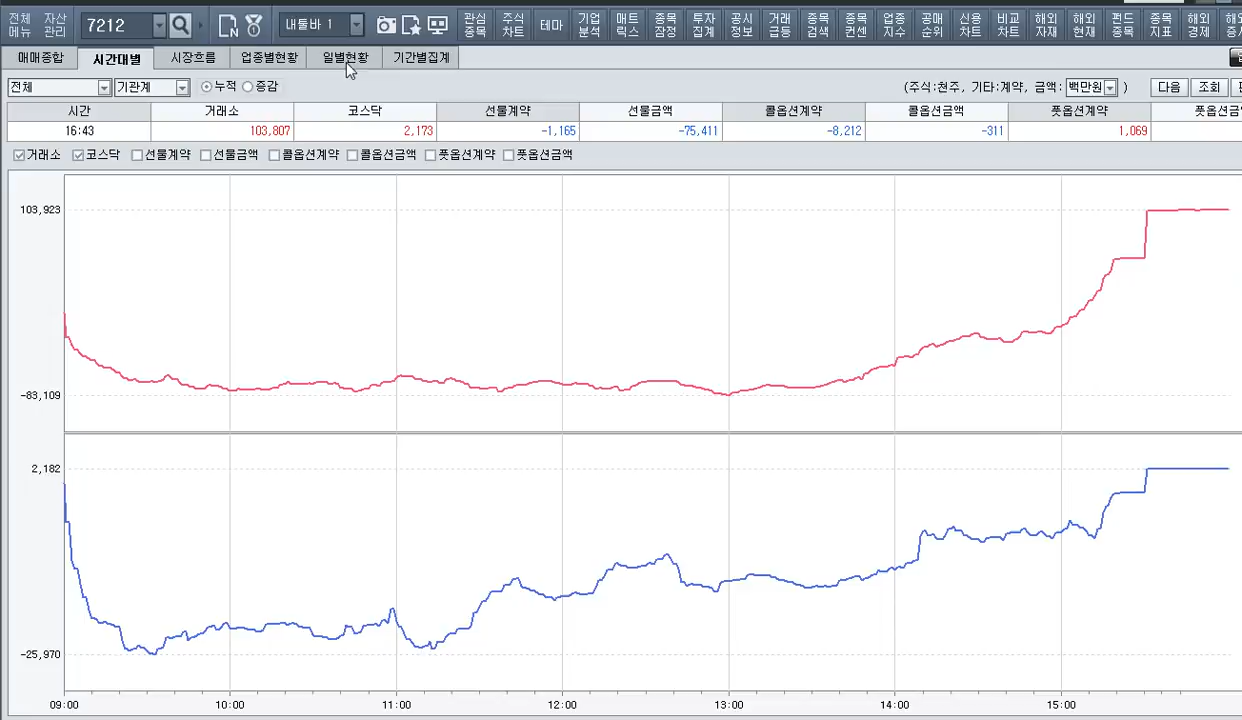 전체 자산 7212 내툴바 1 관심 주식 테마 기업 매트 종목 투자 공시 거래 종목 종목 업종 공매 신용 비교 해외 해외 펀드 종목 해외
메뉴 관리 종목 차트 분석 릭스 잠정 집계 정보 급등 검색 컨센 지수 순위 차트 차트 자재 현재 종목 지표 경제
매매종합 시간대별 시장흐름 업종별현황 일별현황 기간별집계
전체 기관계 누적 증감 (주식:천주, 기타:계약, 금액: 백만원 ) 다음 조회
시간 거래소 코스닥 선물계약 선물금액 콜옵션계약 콜옵션금액 풋옵션계약 풋옵션금
16:43 103,807 2,173 -1,165 -75,411 -8,212 -311 1,069
거래소 코스닥 선물계약 선물금액 콜옵션계약 콜옵션금액 풋옵션계약 풋옵션금액
103,923
-83,109
2,182
-25,970
09:00 10:00 11:00 12:00 13:00 14:00 15:00